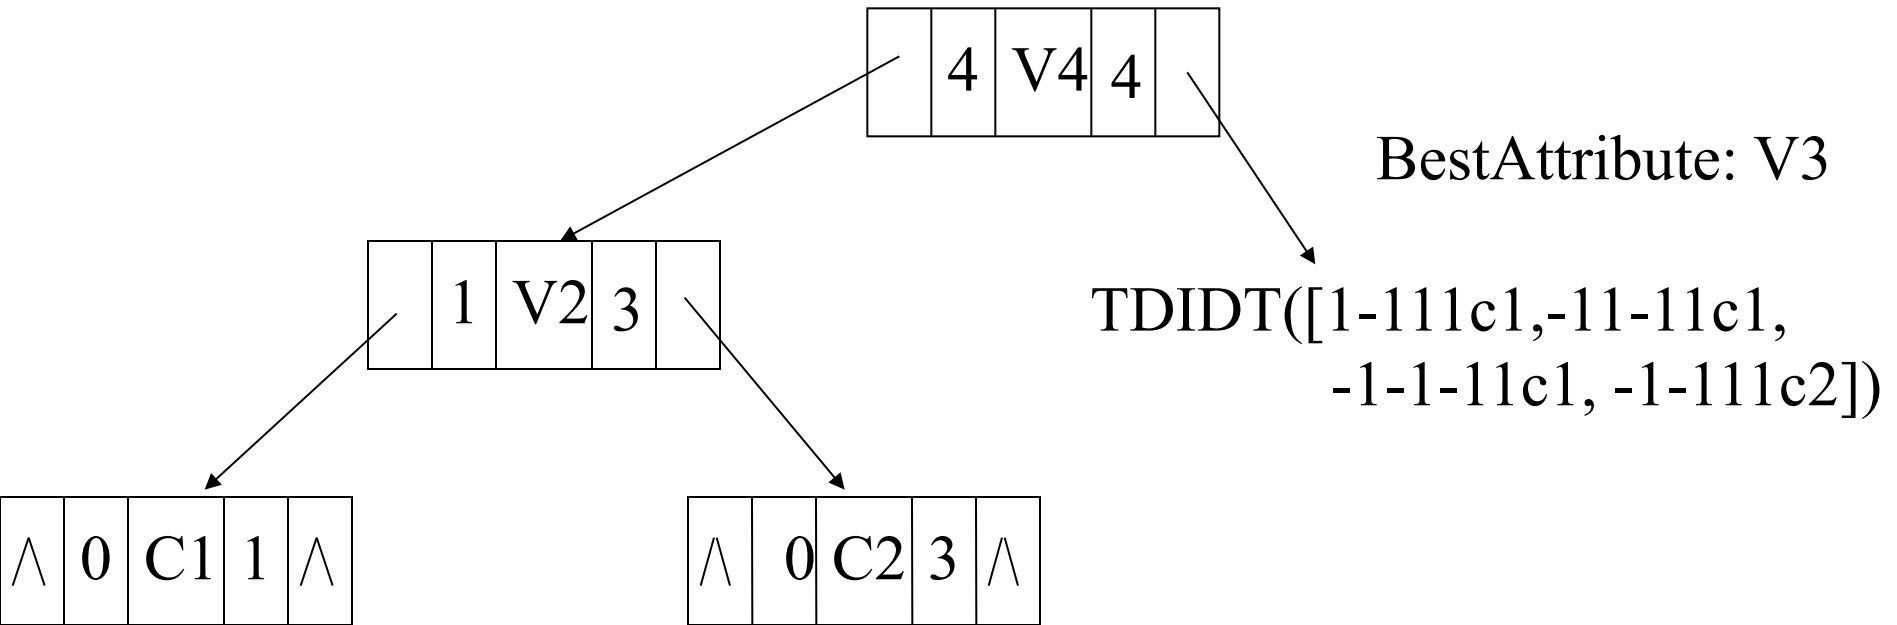 4 V4 4
BestAttribute: V3
1 V2 3
TDIDT([1-111c1,-11-11c1,
-1-1-11c1, -1-111c2])
/\ 0 C1 1 /\
/\ 0 C2 3 /\